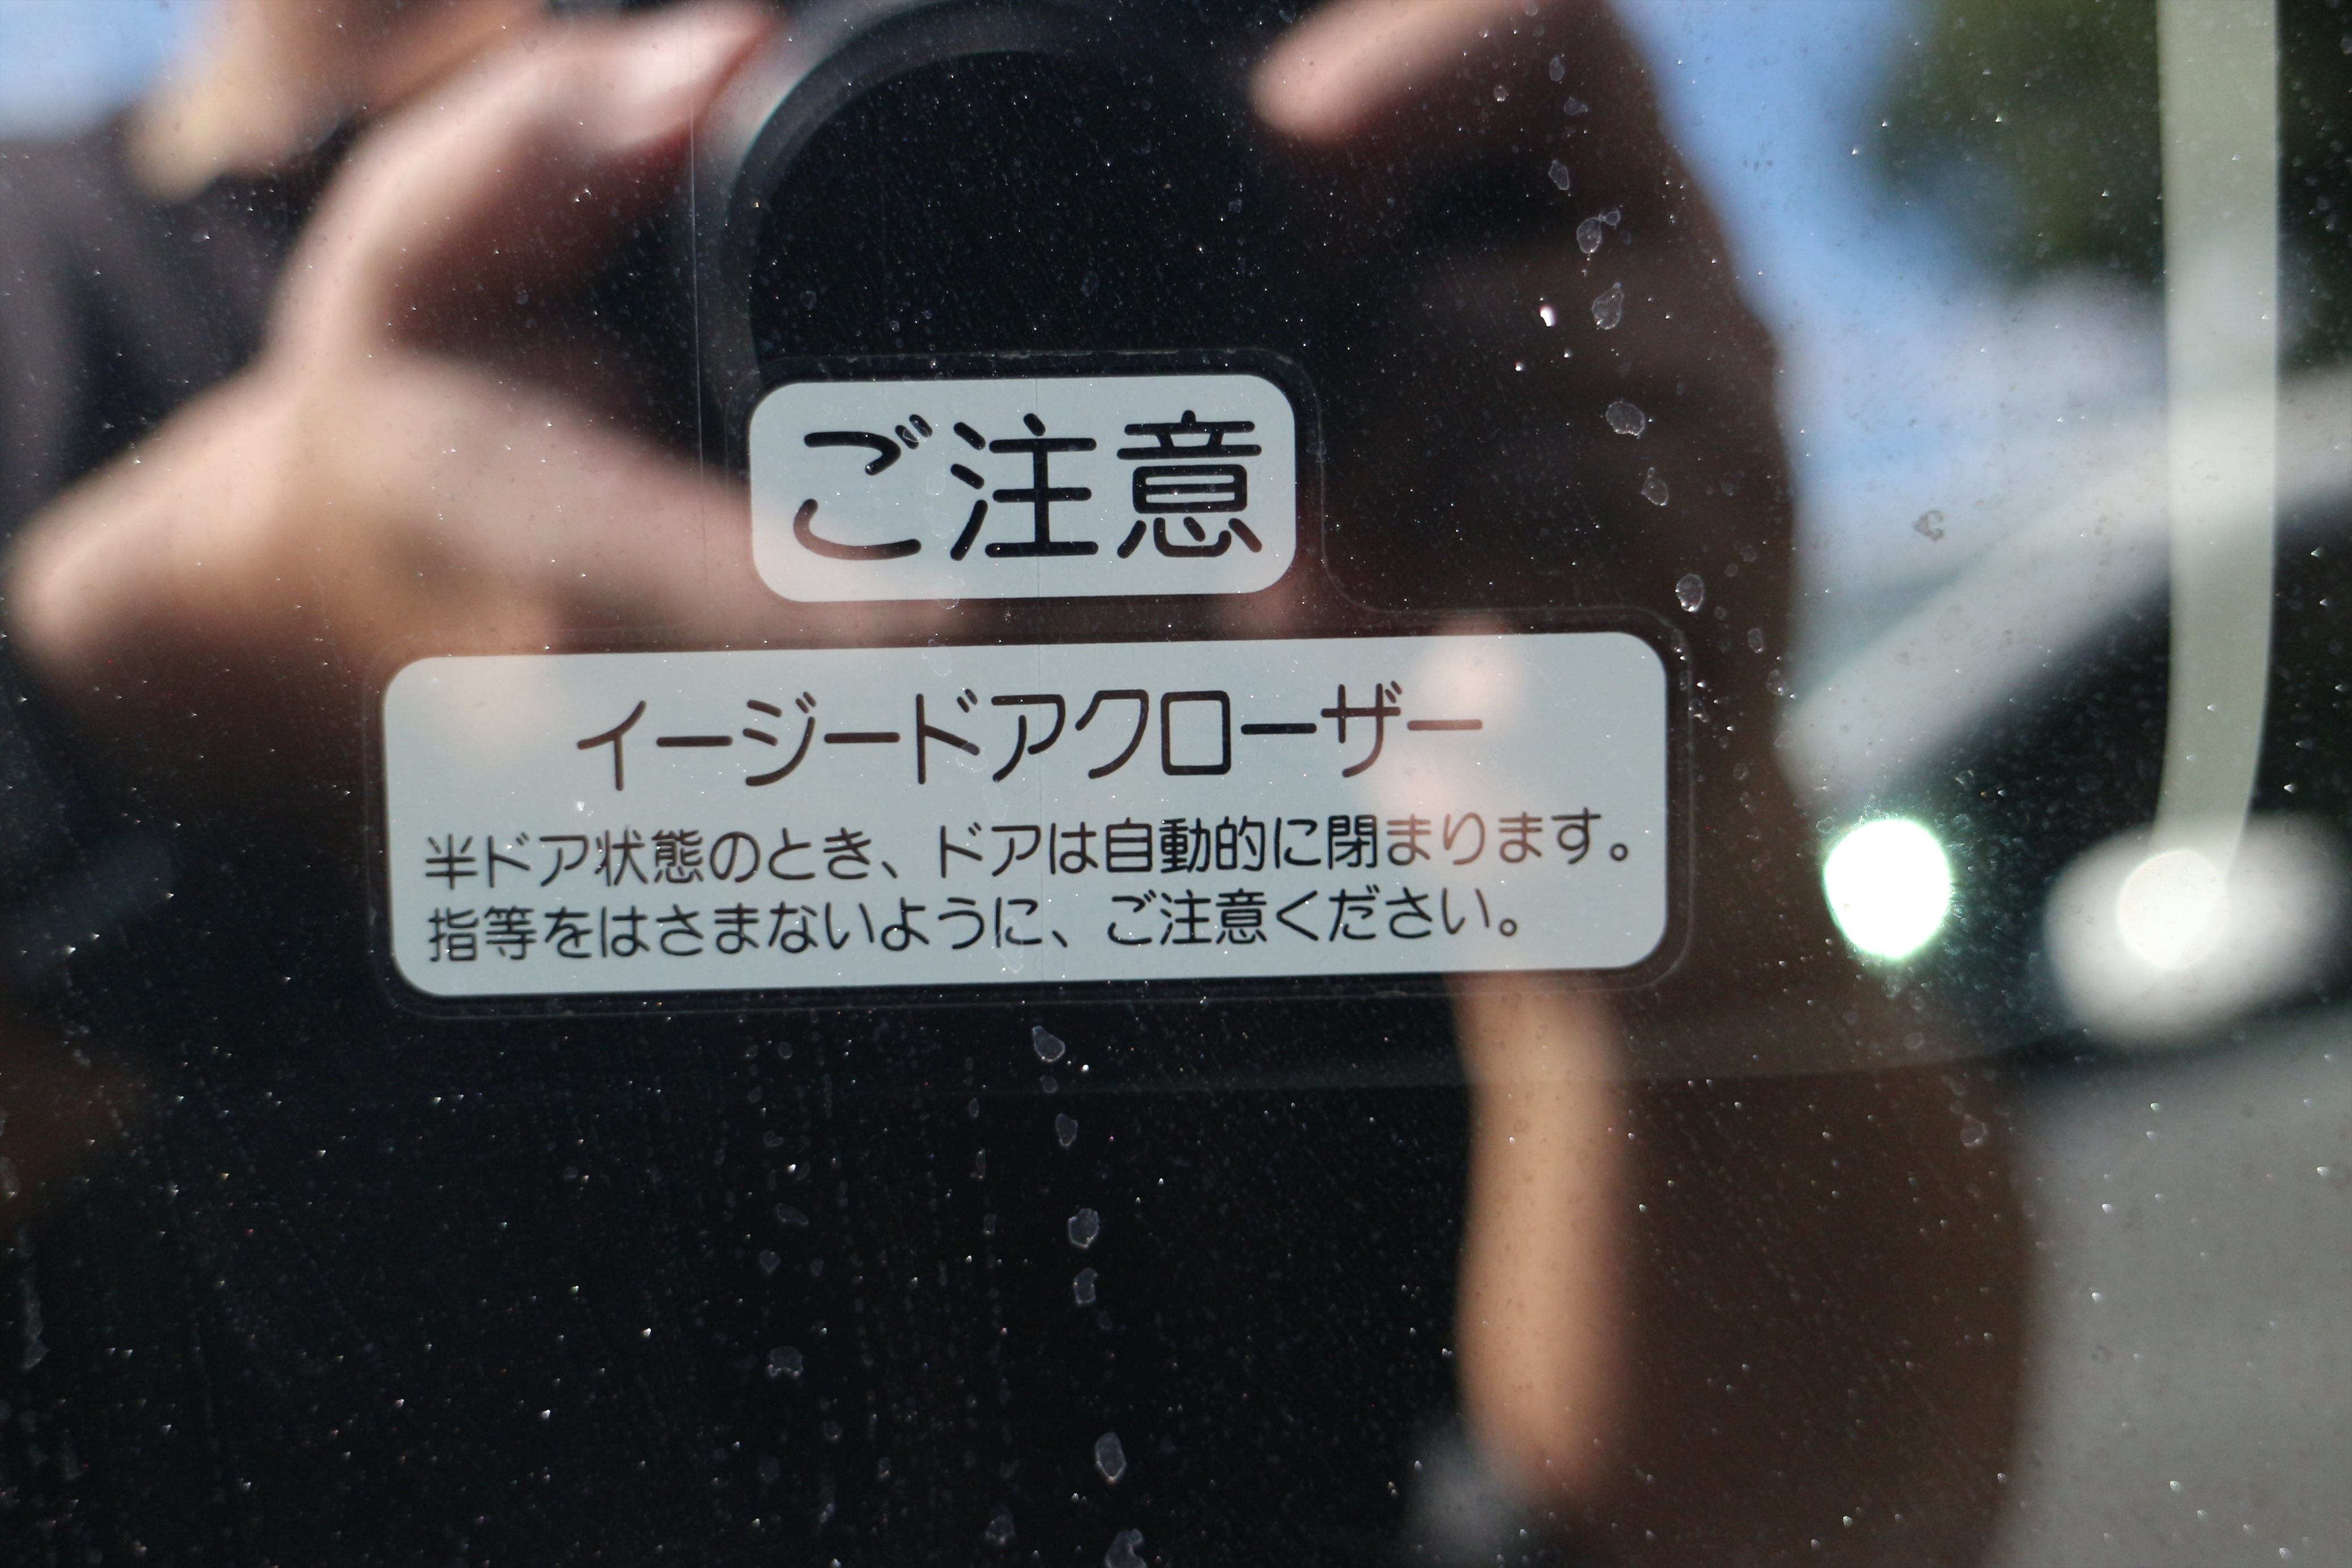 ご注意
イージードアクローザー
半ドア状態のとき、ドアは自動的に閉まります。
指等をはさまないように、ご注意ください。